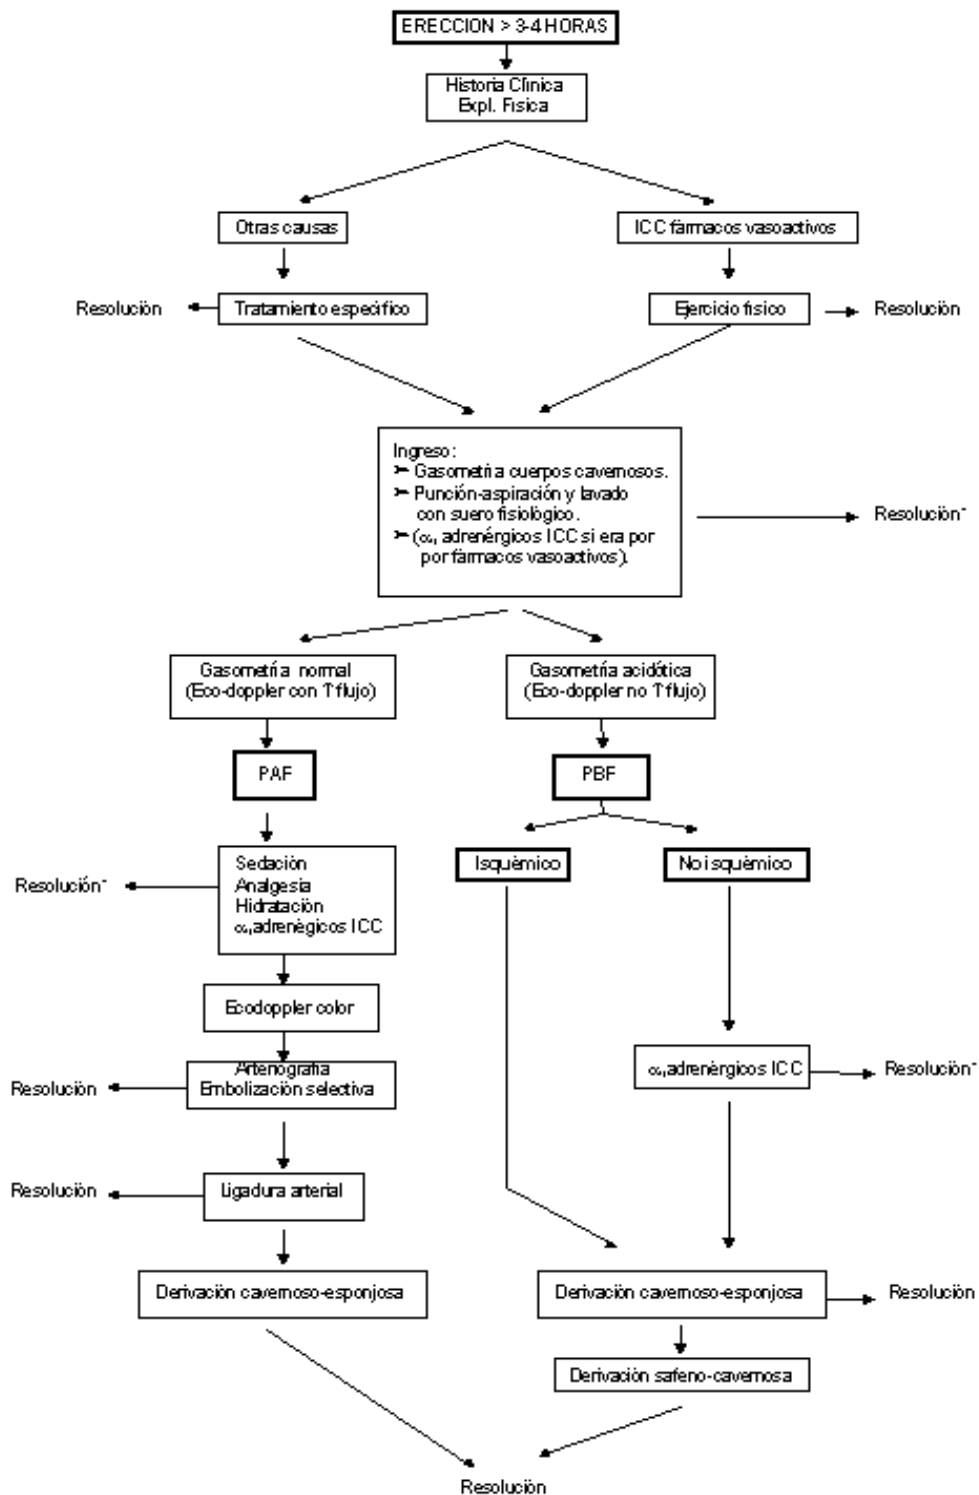 ERECCION > 3-4 HORAS
Historia Clínica
Expl. Fisica
Otras causas
ICC fármacos vasoactivos
Resolución
Tratamiento específico
Ejercicio físico
Resolución
Ingreso:
➢ Gasometría cuerpos cavernosos.
➢ Punción-aspiración y lavado
con suero fisiológico.
➢ (α₁ adrenérgicos ICC si era por
por fármacos vasoactivos).
Resolución*
Gasometría normal
(Eco-doppler con ↑flujo)
Gasometría acidótica
(Eco-doppler no ↑flujo)
PAF
PBF
Isquémico
No isquémico
Resolución*
Sedación
Analgesia
Hidratación
α₁adrenégicos ICC
Ecodoppler color
α₁adrenérgicos ICC
Resolución*
Resolución
Arteriografia
Embolización selectiva
Resolución
Ligadura arterial
Derivación cavernoso-esponjosa
Derivación cavernoso-esponjosa
Resolución
Derivación safeno-cavernosa
Resolución